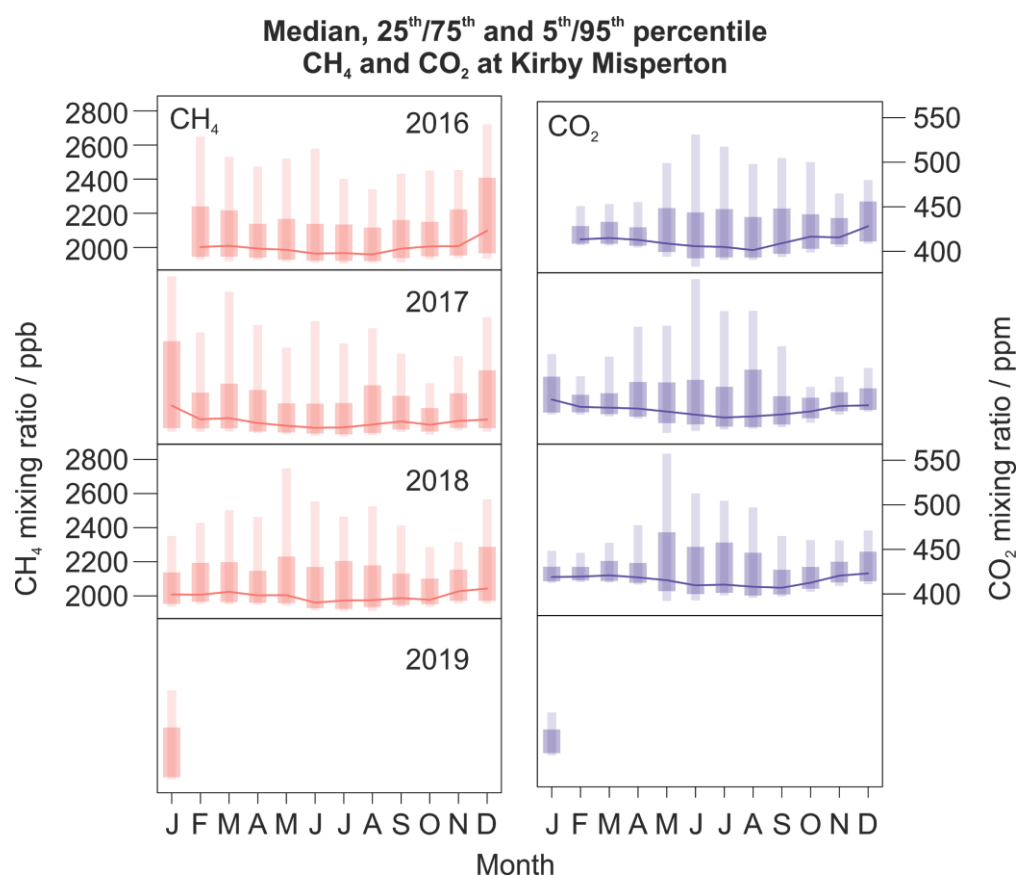 Median, 25th/75th and 5th/95th percentile
CH4 and CO2 at Kirby Misperton
CH4 mixing ratio / ppb
2800
2600
2400
2200
2000
2800
2600
2400
2200
2000
CH4
2016
2017
2018
2019
J F M A M J J A S O N D
CO2
J F M A M J J A S O N D
550
500
450
400
550
500
450
400
CO2 mixing ratio / ppm
Month